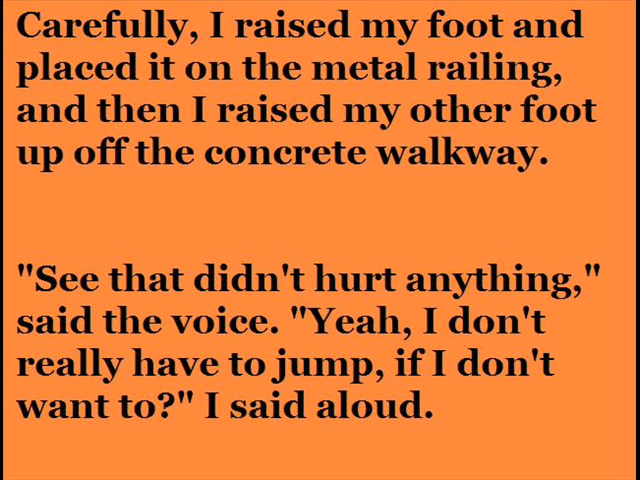 Carefully, I raised my foot and
placed it on the metal railing,
and then I raised my other foot
up off the concrete walkway.
"See that didn't hurt anything,"
said the voice. "Yeah, I don't
really have to jump, if I don't
want to?" I said aloud.